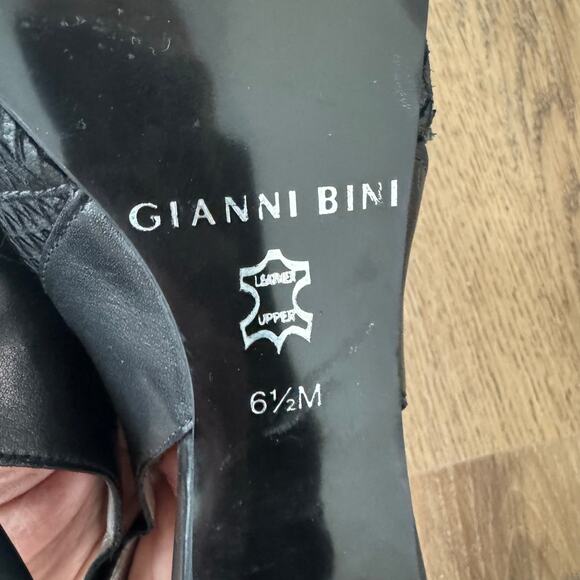 GIANNI BINI
LEATHER
UPPER
6½M